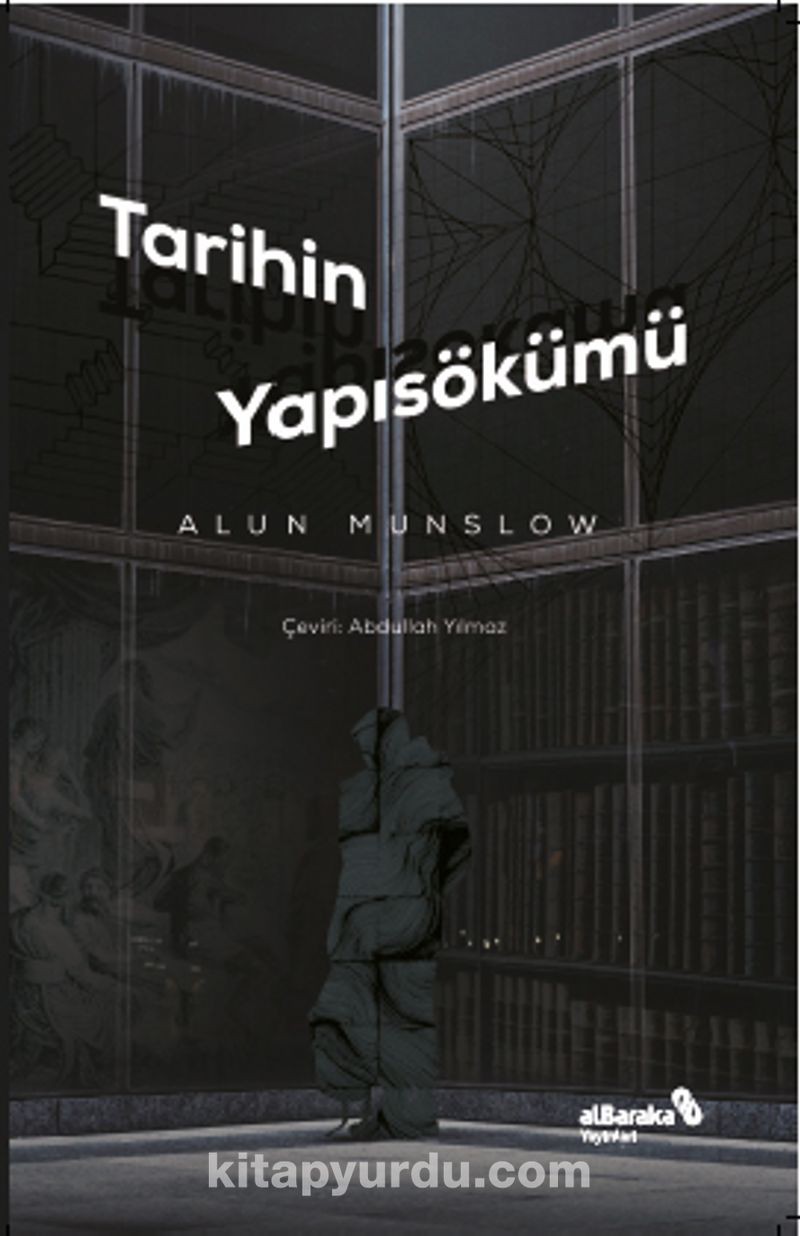 Tarihin
Yapısökümü
ALUN MUNSLOW
Çeviri: Abdullah Yılmaz
alBaraka
Yayınları
kitapyurdu.com